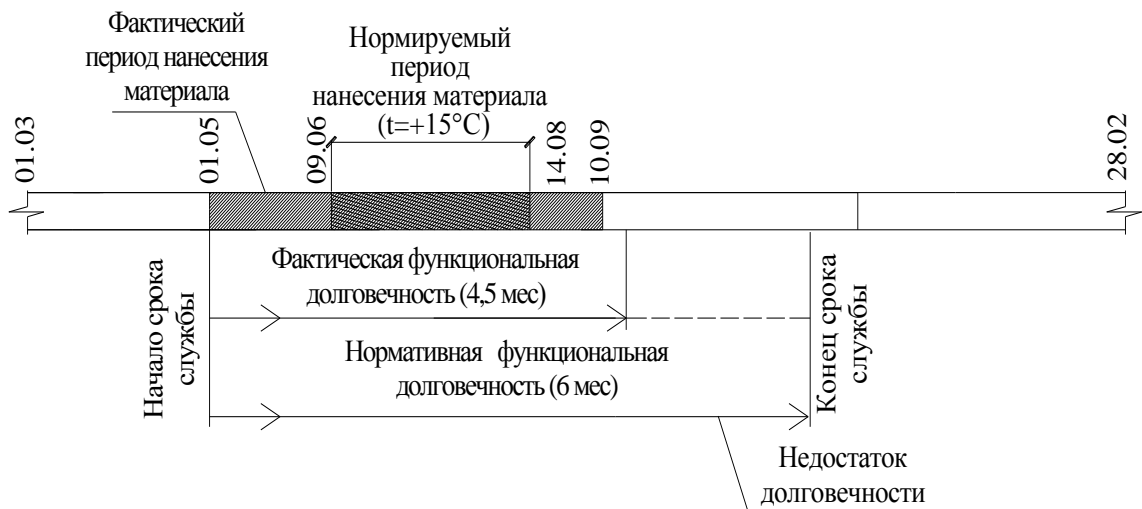 Фактический
период нанесения
материала
Нормируемый
период
нанесения материала
(t=+15°C)
01.03
01.05
09.06
14.08
10.09
28.02
Фактическая функциональная
долговечность (4,5 мес)
Начало срока
службы
Нормативная функциональная
долговечность (6 мес)
Конец срока
службы
Недостаток
долговечности